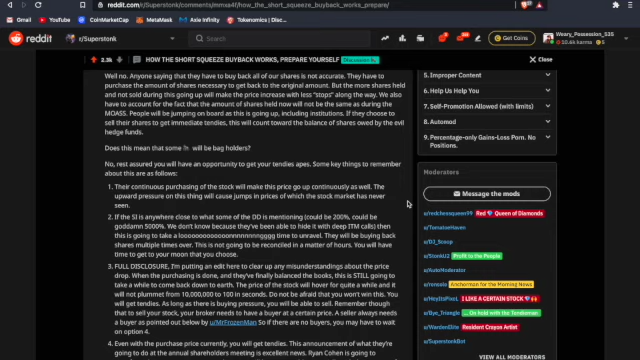 reddit.com/r/Superstonk/comments/mmxa4f/how_the_short_squeeze_buyback_works_prepare/
Gmail
YouTube
CoinMarketCap
MetaMask
Axie Infinity
Tokenomics | Axie...
Reading List
reddit
r/Superstonk
Search
Get Coins
Weary_Possession_535
10.6k karma
2.3k
HOW THE SHORT SQUEEZE BUYBACK WORKS, PREPARE YOURSELF
Close
Well no. Anyone saying that they have to buy back all of our shares is not accurate. They have to
purchase the amount of shares necessary to get back to the original amount. But the more shares held
and not sold during this going up will make the price increase with less "stops" along the way. We
also have to account for the fact that the amount of shares held now will not be the same as during the
MOASS. People will be jumping on board as this is going up, including institutions. If they choose to
sell their shares to get immediate tendies, this will count toward the balance of shares owed by the evil
hedge funds.
Does this mean that some will be bag holders?
No, rest assured you will have an opportunity to get your tendies apes. Some key things to remember
about this are as follows:
1. Their continuous purchasing of the stock will make this price go up continuously as well. The
upward pressure on this thing will cause jumps in prices of which the stock market has never
seen.
2. If the SI is anywhere close to what some of the DD is mentioning (could be 200%, could be
goddamn 5000%. We don't know because they've been able to hide it with deep ITM calls) then
this is going to take a time to unravel. They will be buying back
shares multiple times over. This is not going to be reconciled in a matter of hours. You will have
time to get to your moon that you choose.
3. FULL DISCLOSURE, I'm putting an edit here to clear up any misunderstandings about the price
drop. When the purchasing is done, and they've finally balanced the books, this is STILL going to
take a while to come back down to earth. The price will hover for quite a while and it
will not plummet from 10,000,000 to 100 in seconds. Do not be afraid that you won't win this. You
will get tendies. As long as there is buying pressure, you will be able to sell. Remember though
that to sell your stock, your broker needs to have a buyer at a certain price. A seller always needs
a buyer as pointed out below by u/MrFrozenMan So if there are no buyers, you may have to wait
on option 4.
4. Even with the purchase price currently, you will get tendies. This announcement of what they're
going to do at the annual shareholders meeting is excellent news. Ryan Cohen is going to
5. Improper Content
6. Help Us Help You
7. Self-Promotion Allowed (with limits)
8. Automod
9. Percentage-only Gains-Loss Porn. No
Positions.
Moderators
Message the mods
u/redchessqueen99 Red Queen of Diamonds
u/TomatoeHaven
u/DJ_Scoop
u/StonkU2 Profit to the People
u/AutoModerator
u/rensole Anchorman for the Morning News
u/HeyItsPixeL I LIKE A CERTAIN STOCK
u/Bye_Triangle ... On hold with the Tendieman
u/WardenElite Resident Crayon Artist
u/SuperstonkBot
VIEW ALL MODERATORS